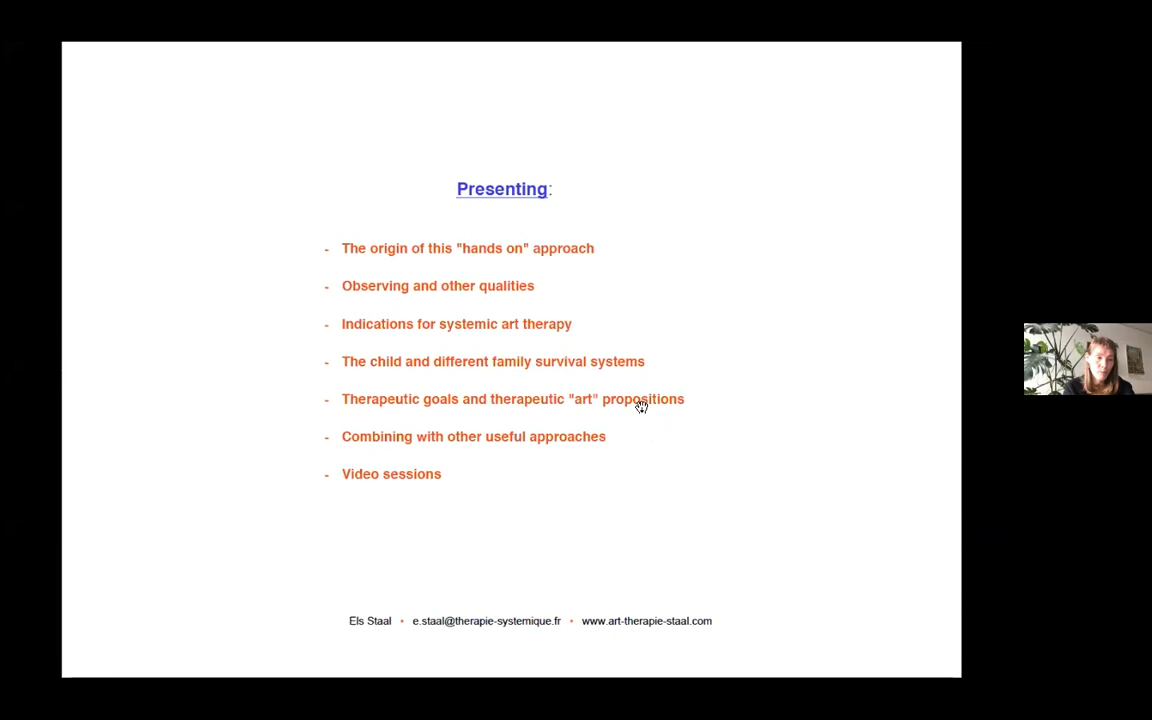 Presenting:
- The origin of this "hands on" approach
- Observing and other qualities
- Indications for systemic art therapy
- The child and different family survival systems
- Therapeutic goals and therapeutic "art" propositions
- Combining with other useful approaches
- Video sessions
Els Staal • e.staal@therapie-systemique.fr • www.art-therapie-staal.com